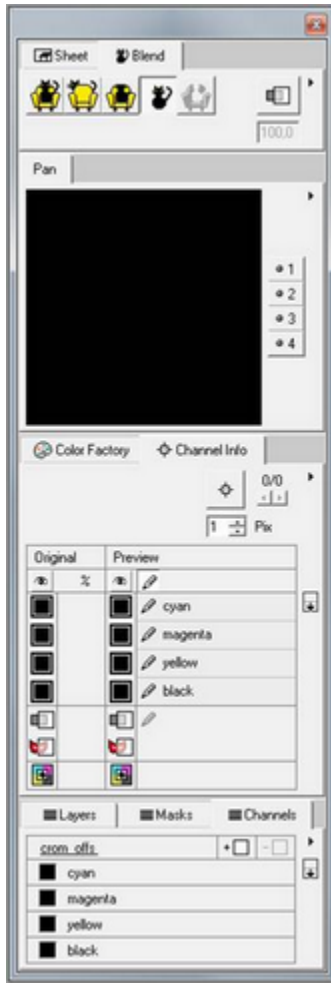 Sheet Blend
100,0
Pan
1
2
3
4
Color Factory Channel Info
0/0
1 Pix
Original Preview
%
cyan
magenta
yellow
black
Layers Masks Channels
crom_offs
cyan
magenta
yellow
black